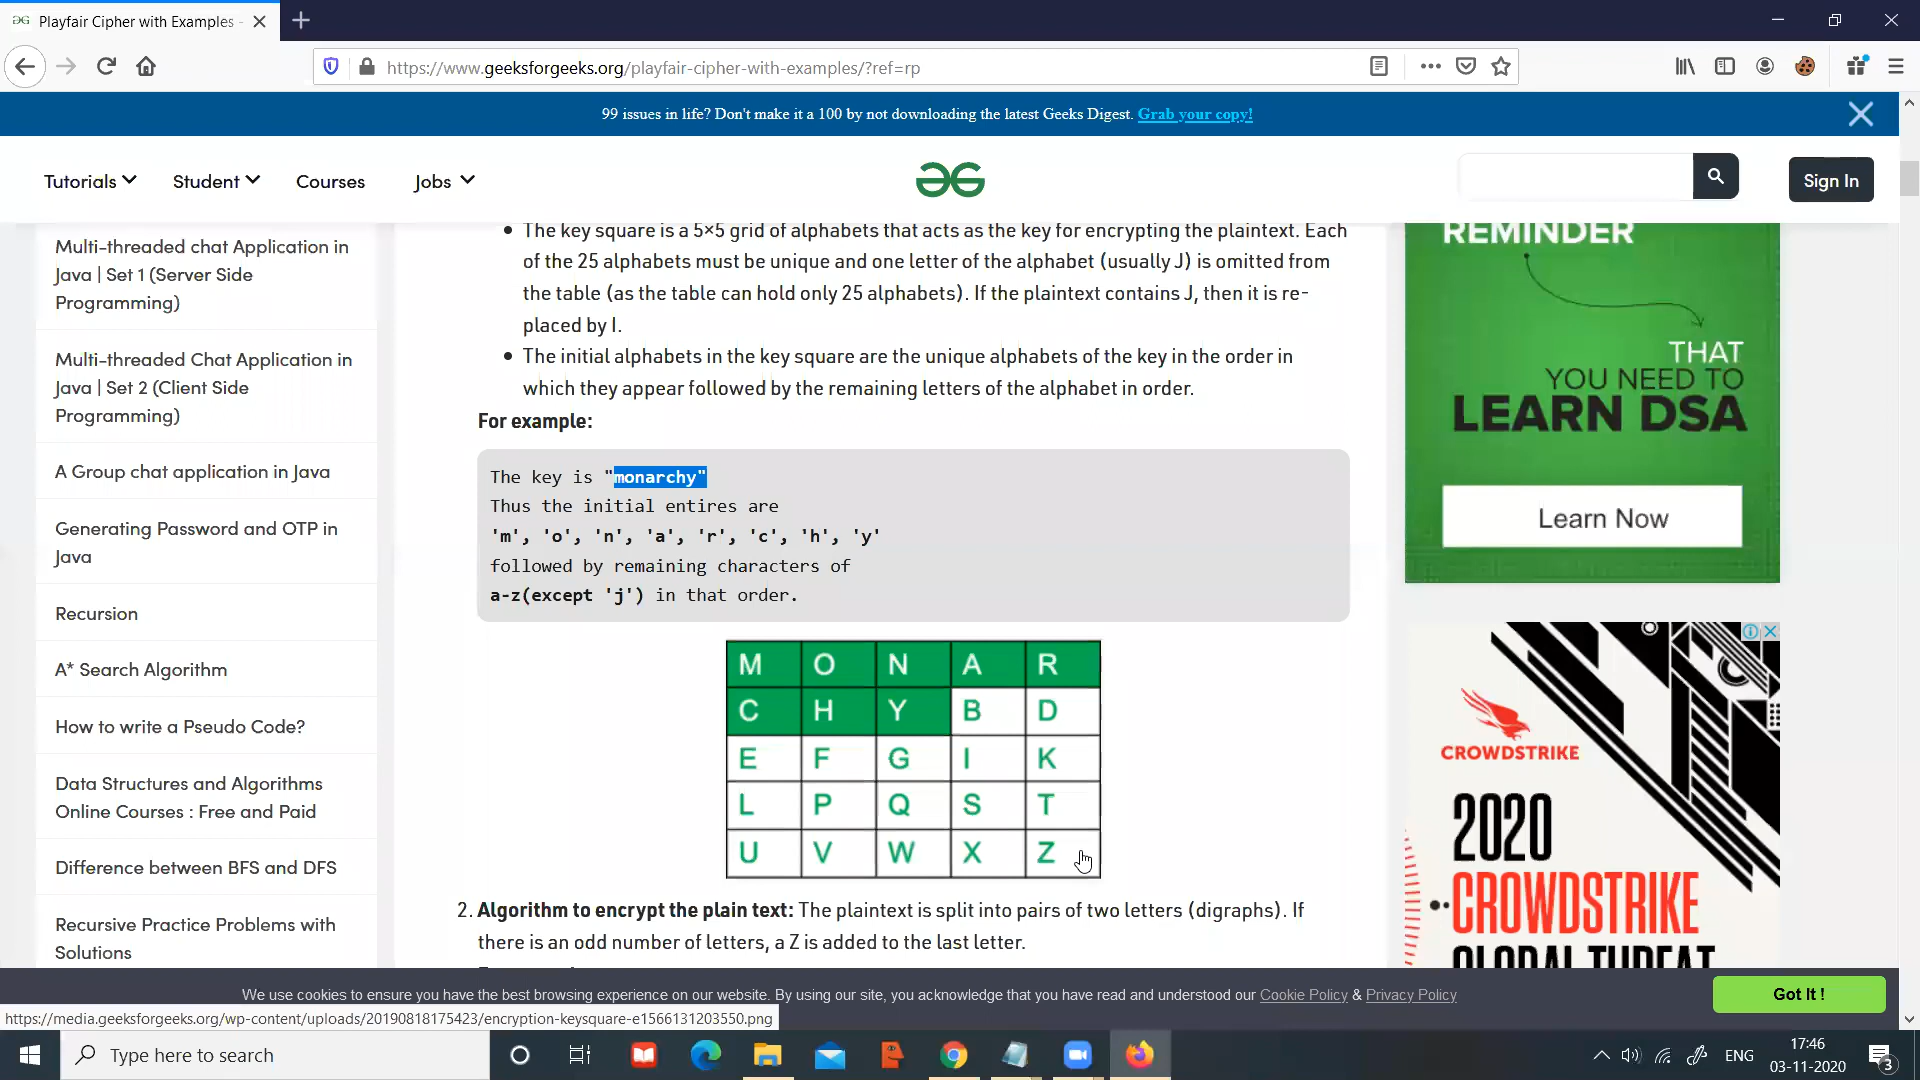 Playfair Cipher with Examples -
https://www.geeksforgeeks.org/playfair-cipher-with-examples/?ref=rp
99 issues in life? Don't make it a 100 by not downloading the latest Geeks Digest. Grab your copy!
Tutorials
Student
Courses
Jobs
Sign In
Multi-threaded chat Application in
Java | Set 1 (Server Side
Programming)
Multi-threaded Chat Application in
Java | Set 2 (Client Side
Programming)
A Group chat application in Java
Generating Password and OTP in
Java
Recursion
A* Search Algorithm
How to write a Pseudo Code?
Data Structures and Algorithms
Online Courses : Free and Paid
Difference between BFS and DFS
Recursive Practice Problems with
Solutions
The key square is a 5×5 grid of alphabets that acts as the key for encrypting the plaintext. Each
of the 25 alphabets must be unique and one letter of the alphabet (usually J) is omitted from
the table (as the table can hold only 25 alphabets). If the plaintext contains J, then it is re-
placed by I.
The initial alphabets in the key square are the unique alphabets of the key in the order in
which they appear followed by the remaining letters of the alphabet in order.
For example:
The key is "monarchy"
Thus the initial entires are
'm', 'o', 'n', 'a', 'r', 'c', 'h', 'y'
followed by remaining characters of
a-z(except 'j') in that order.
M O N A R
C H Y B D
E F G I K
L P Q S T
U V W X Z
2. Algorithm to encrypt the plain text: The plaintext is split into pairs of two letters (digraphs). If
there is an odd number of letters, a Z is added to the last letter.
REMINDER
THAT
YOU NEED TO
LEARN DSA
Learn Now
CROWDSTRIKE
2020
CROWDSTRIKE
GLOBAL THREAT
We use cookies to ensure you have the best browsing experience on our website. By using our site, you acknowledge that you have read and understood our Cookie Policy & Privacy Policy
Got It !
https://media.geeksforgeeks.org/wp-content/uploads/20190818175423/encryption-keysquare-e1566131203550.png
Type here to search
ENG
17:46
03-11-2020
3